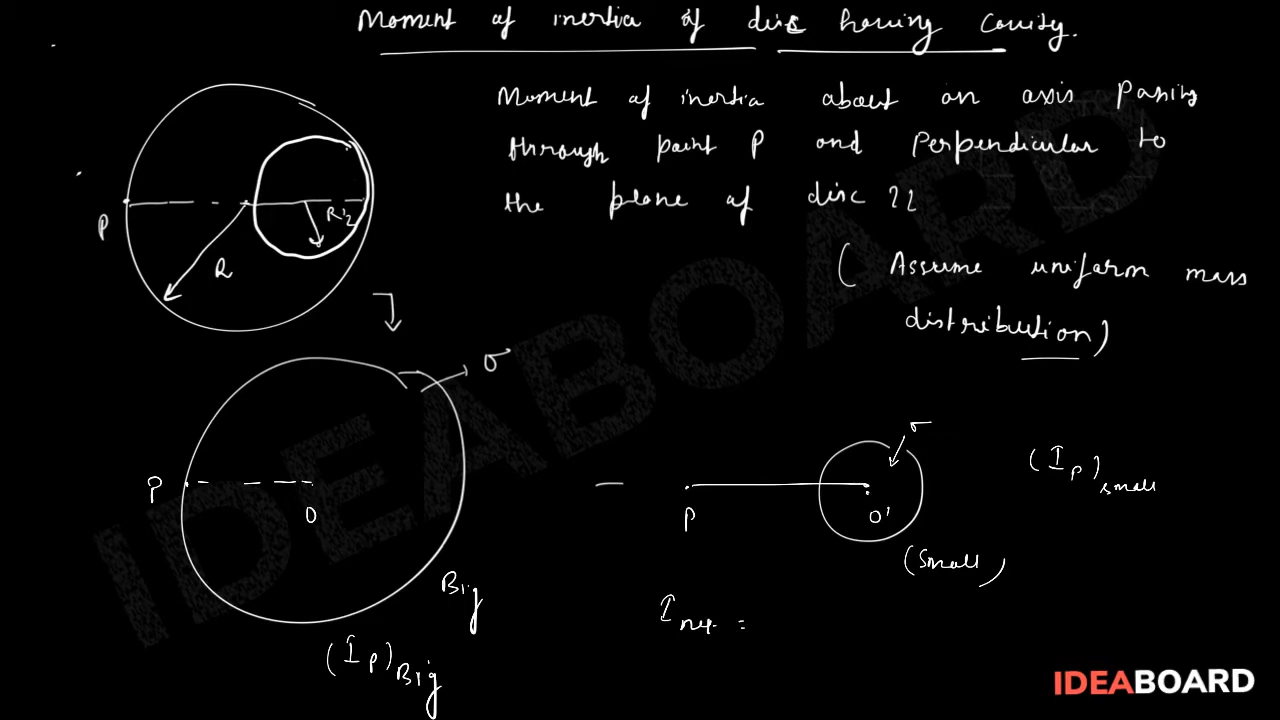 Moment of inertia of disc having Cavity.
Moment of inertia about an axis Passing
through point P and Perpendicular to
the plane of disc ??
( Assume uniform mass
distribution)
P
R/2
R
σ
P
O
Big
(I_P)_Big
−
P
O'
σ
(Small)
(I_P)_small
I_net =
IDEABOARD
IDEABOARD